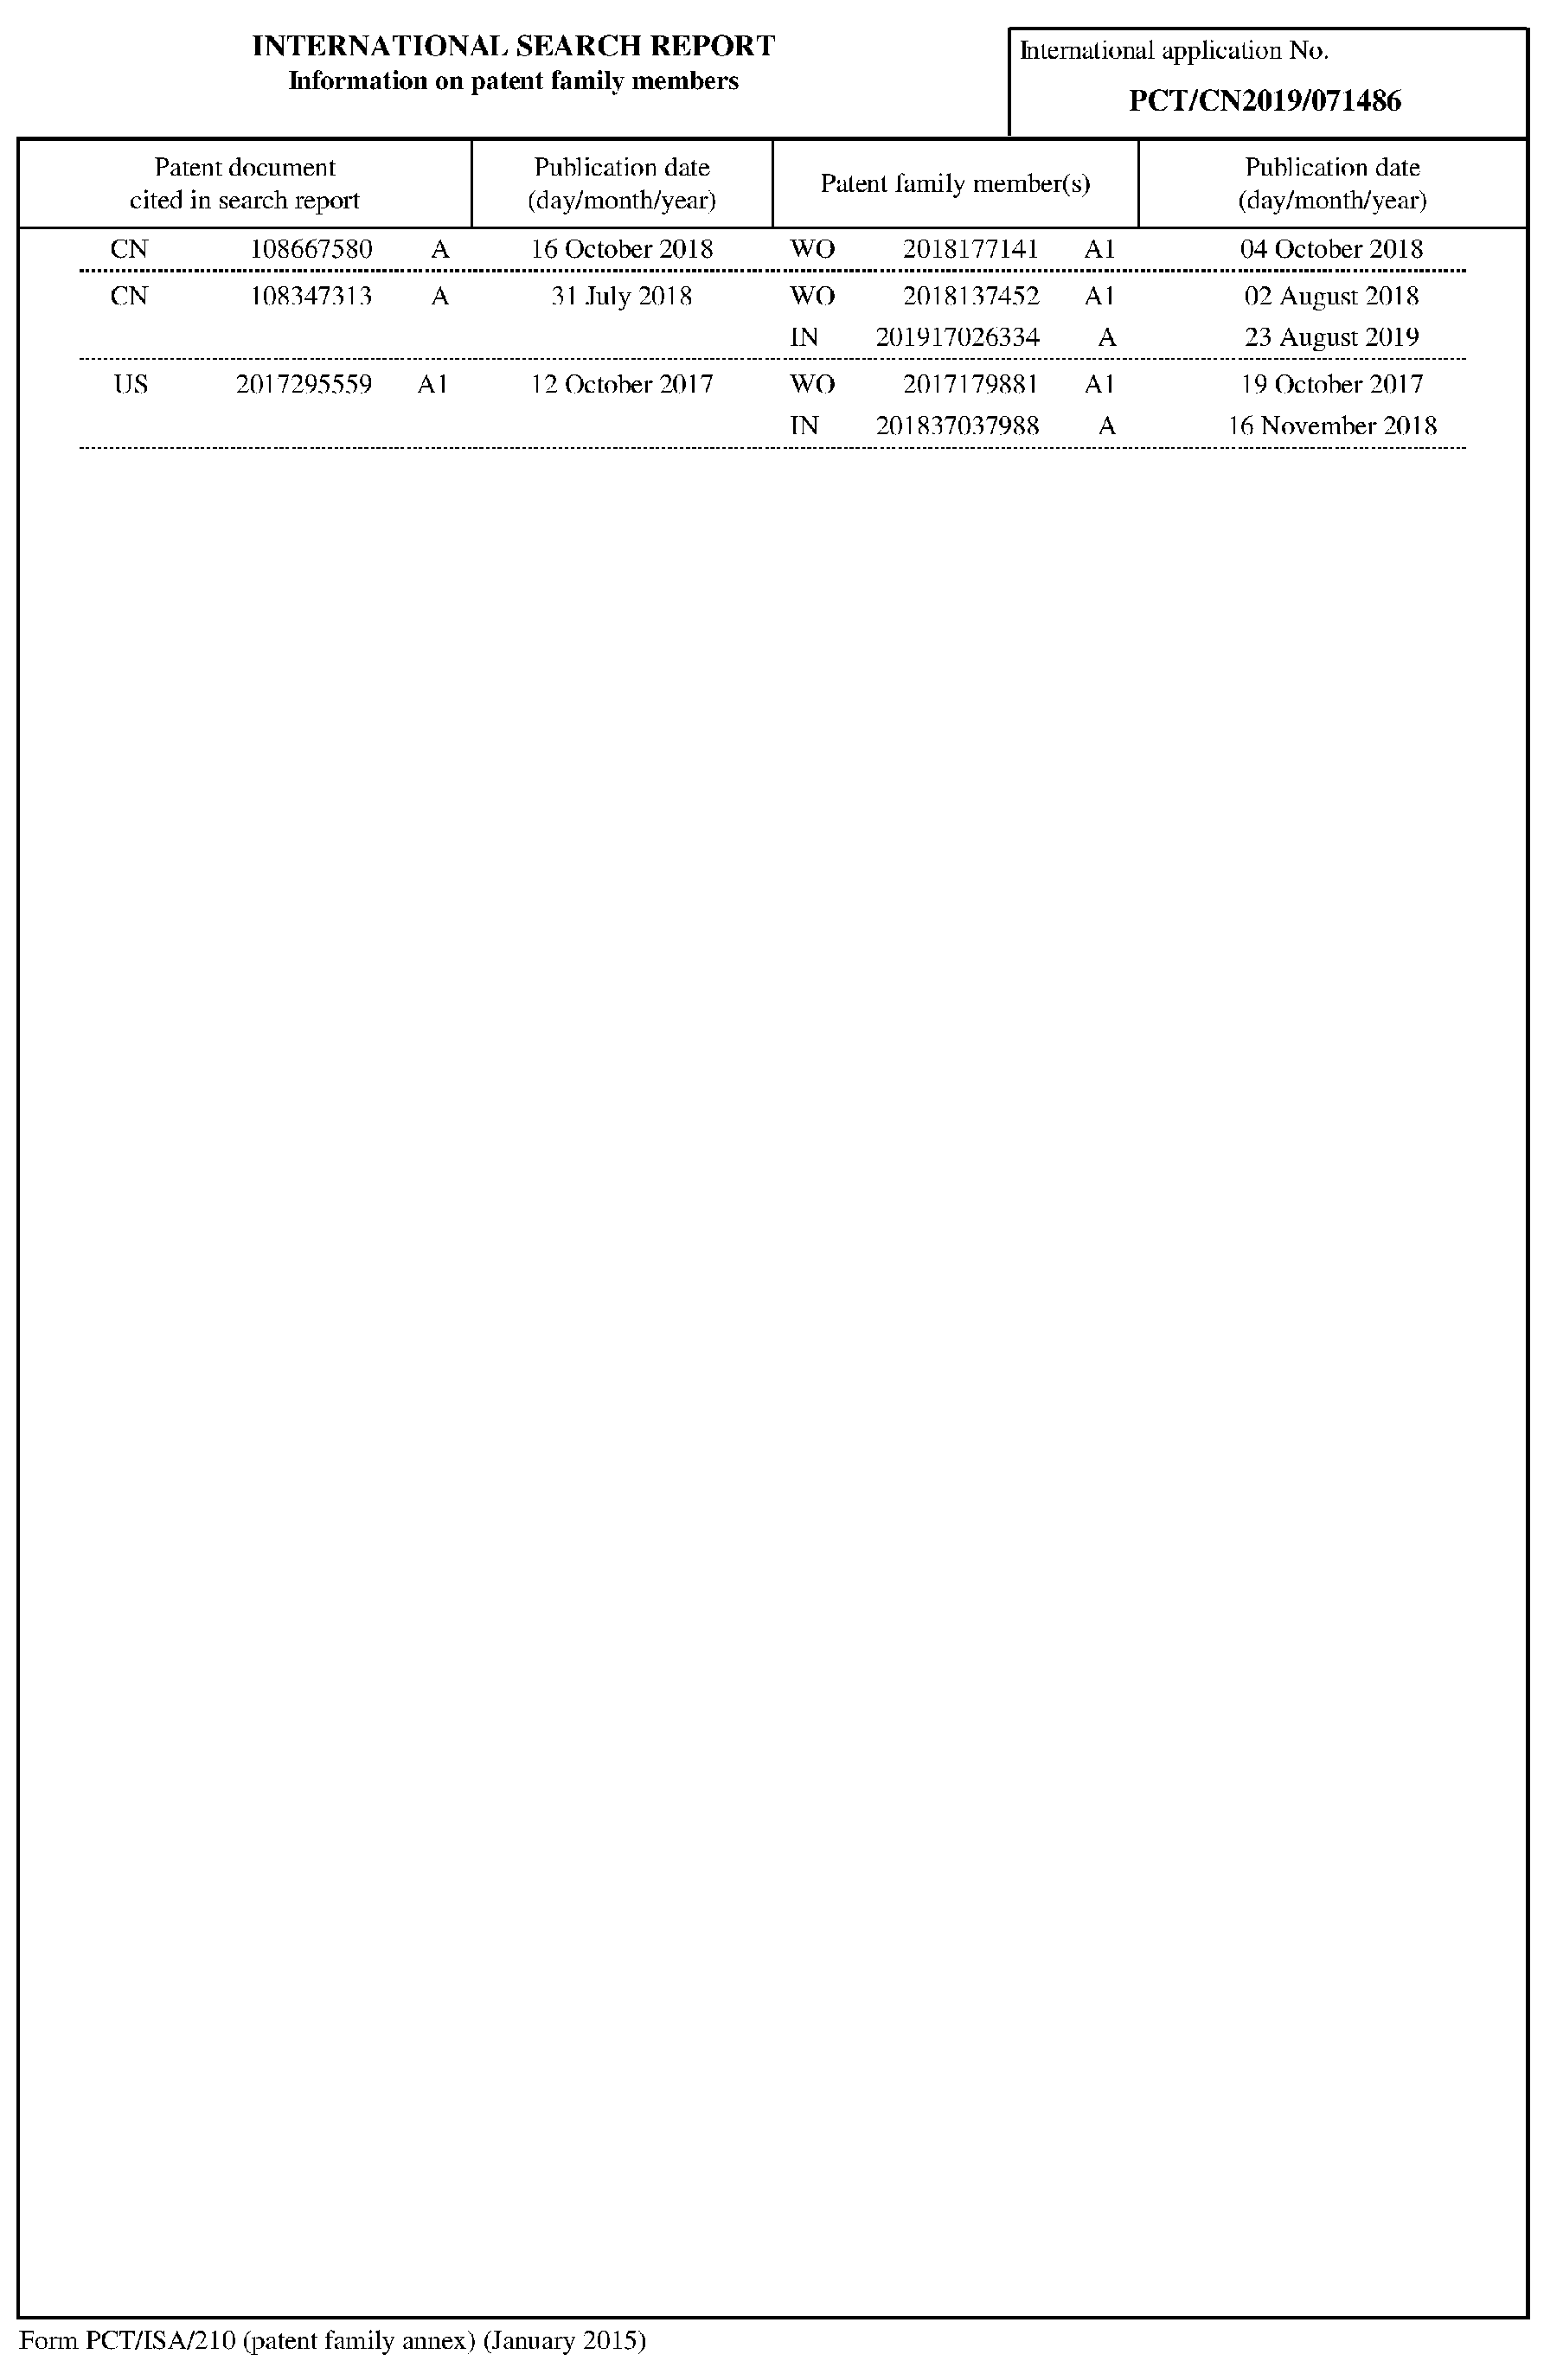 INTERNATIONAL SEARCH REPORT
Information on patent family members
International application No.
PCT/CN2019/071486
Patent document
cited in search report
Publication date
(day/month/year)
Patent family member(s)
Publication date
(day/month/year)
CN 108667580 A 16 October 2018 WO 2018177141 A1 04 October 2018
CN 108347313 A 31 July 2018 WO 2018137452 A1 02 August 2018
IN 201917026334 A 23 August 2019
US 2017295559 A1 12 October 2017 WO 2017179881 A1 19 October 2017
IN 201837037988 A 16 November 2018
Form PCT/ISA/210 (patent family annex) (January 2015)